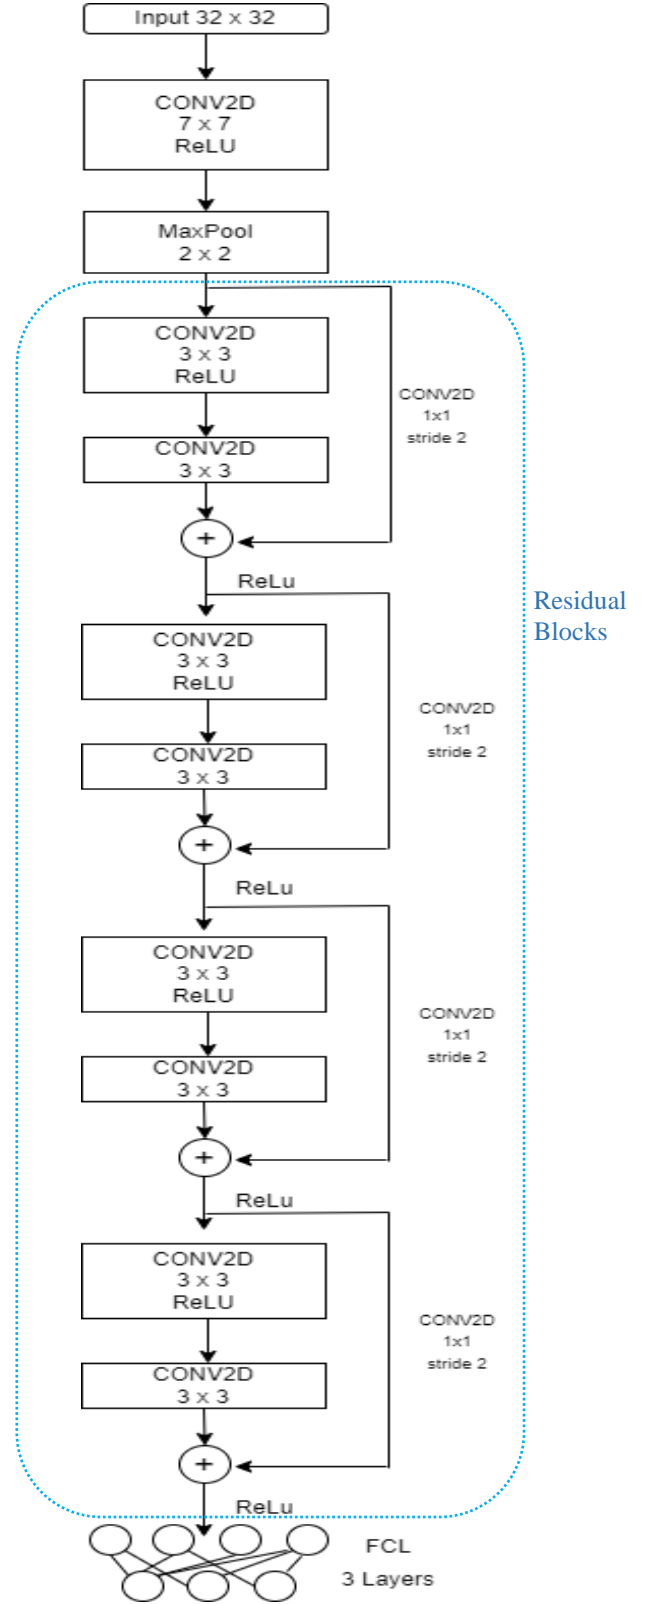 Input 32 x 32
CONV2D
7 x 7
ReLU
MaxPool
2 x 2
CONV2D
3 x 3
ReLU
CONV2D
1x1
stride 2
CONV2D
3 x 3
+
ReLu
Residual
Blocks
CONV2D
3 x 3
ReLU
CONV2D
1x1
stride 2
CONV2D
3 x 3
+
ReLu
CONV2D
3 x 3
ReLU
CONV2D
1x1
stride 2
CONV2D
3 x 3
+
ReLu
CONV2D
3 x 3
ReLU
CONV2D
1x1
stride 2
CONV2D
3 x 3
+
ReLu
FCL
3 Layers